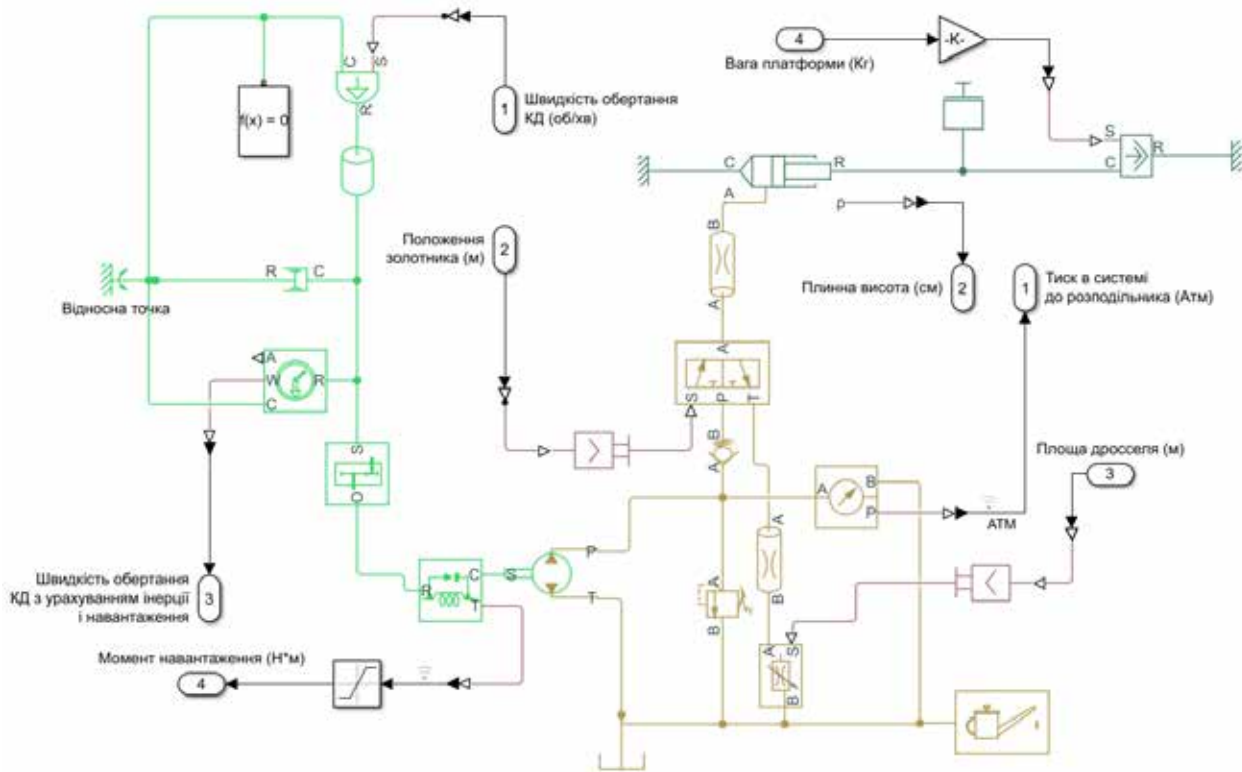 C
S
R
f(x) = 0
1
Швидкість обертання
КД (об/хв)
4
Вага платформи (Кг)
-K-
S
C
R
C
R
A
B
A
p
Плинна висота (см)
2
1
Тиск в системі
до розподільника (Атм)
Положення
золотника (м)
2
R
C
Відносна точка
A
W
R
C
A
S
P
T
B
A
S
O
A
B
P
АТМ
Площа дросселя (м)
3
Швидкість обертання
КД з урахуванням інерції
і навантаження
3
R
C
T
S
P
T
A
B
A
B
A
S
B
Момент навантаження (Н*м)
4